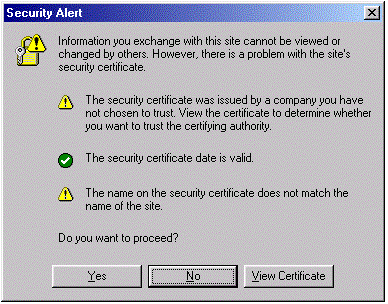 Security Alert
Information you exchange with this site cannot be viewed or
changed by others. However, there is a problem with the site's
security certificate.
The security certificate was issued by a company you have
not chosen to trust. View the certificate to determine whether
you want to trust the certifying authority.
The security certificate date is valid.
The name on the security certificate does not match the
name of the site.
Do you want to proceed?
Yes
No
View Certificate